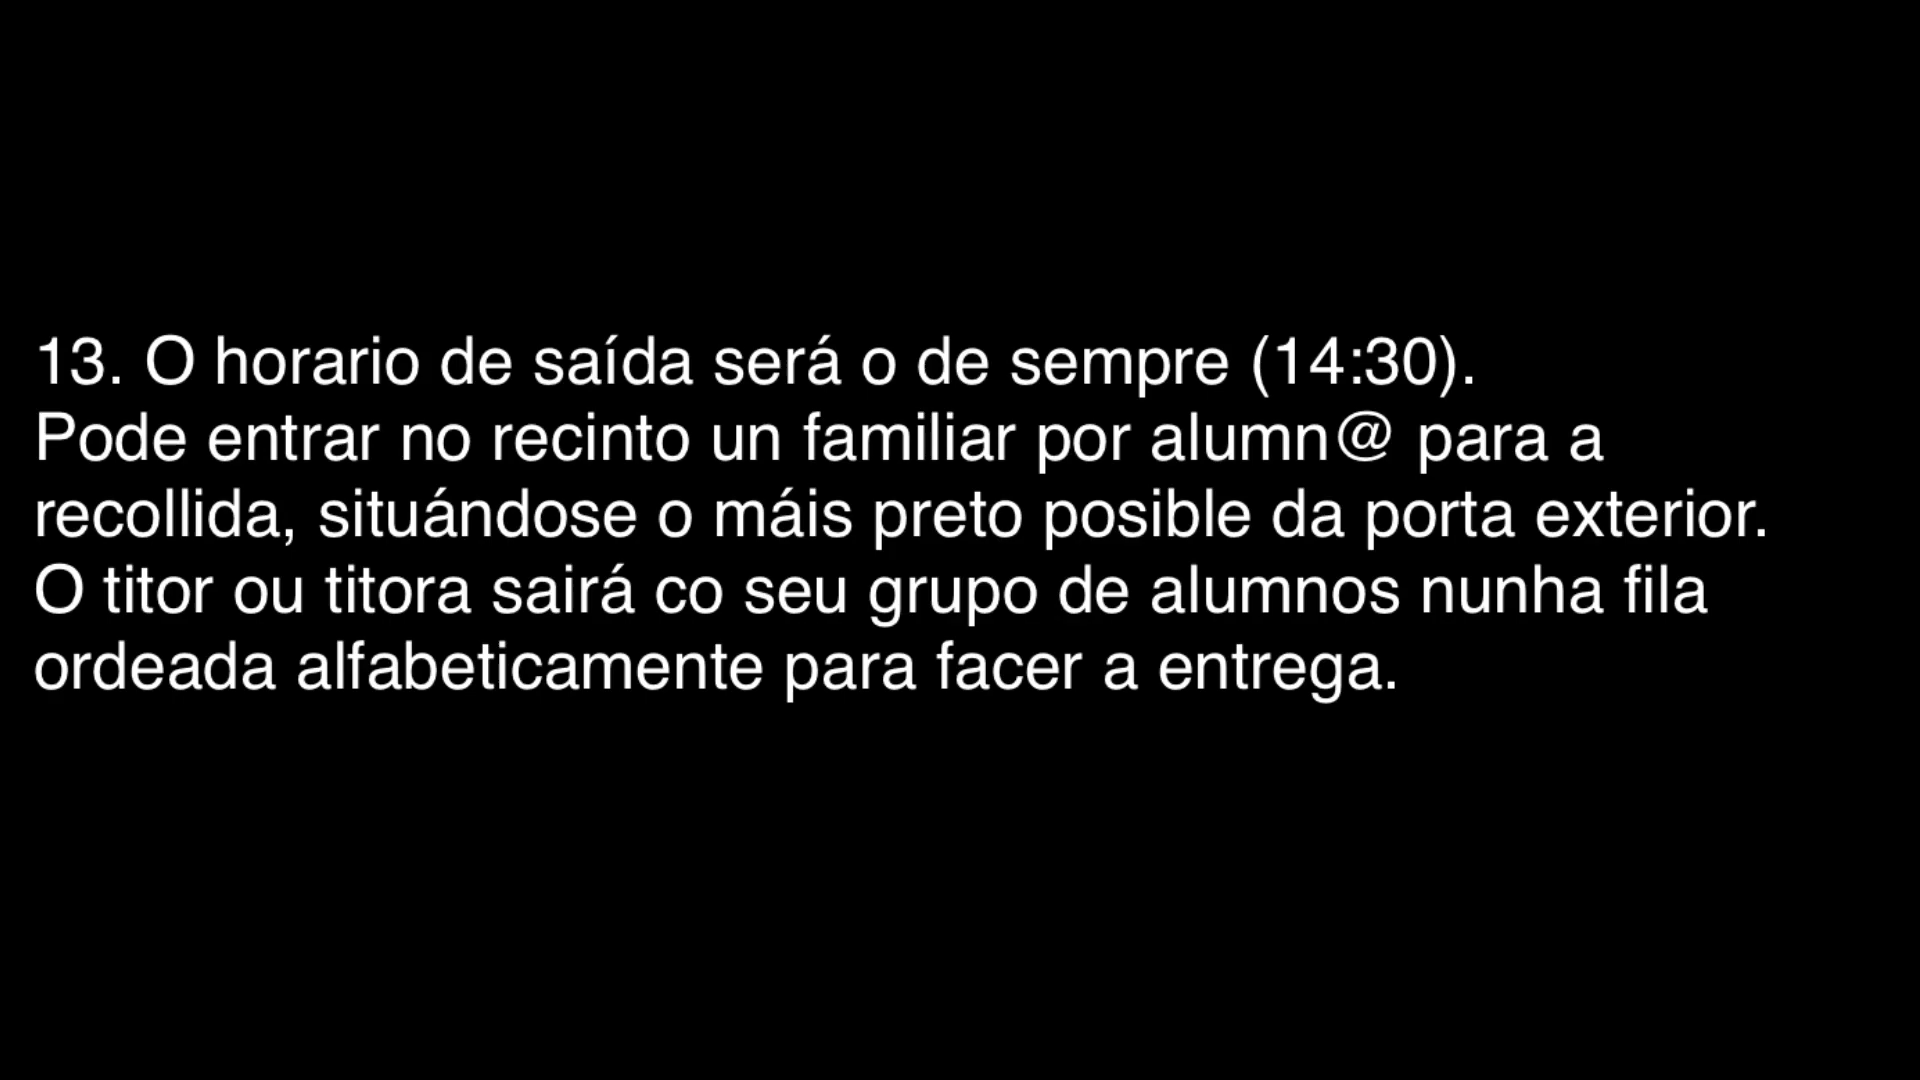 13. O horario de saída será o de sempre (14:30).
Pode entrar no recinto un familiar por alumn@ para a
recollida, situándose o máis preto posible da porta exterior.
O titor ou titora sairá co seu grupo de alumnos nunha fila
ordeada alfabeticamente para facer a entrega.